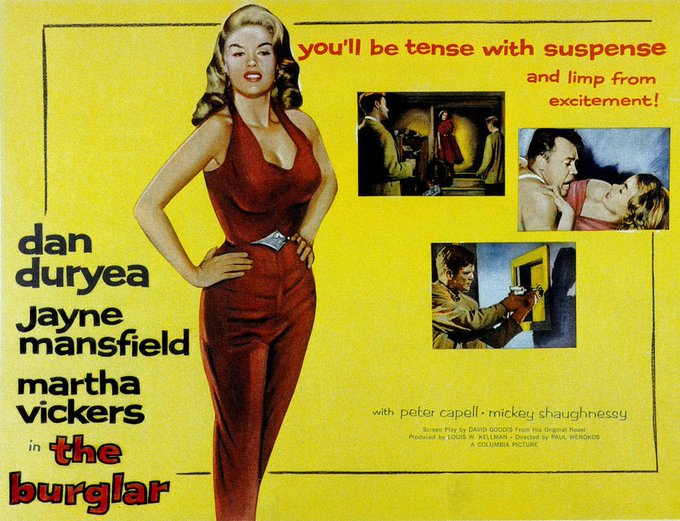 you'll be tense with suspense
and limp from
excitement!
dan
duryea
Jayne
mansfield
martha
vickers
in the
burglar
with peter capell · mickey shaughnessy
Screen Play by DAVID GOODIS From His Original Novel
Produced by LOUIS W. KELLMAN · Directed by PAUL WENDKOS
A COLUMBIA PICTURE